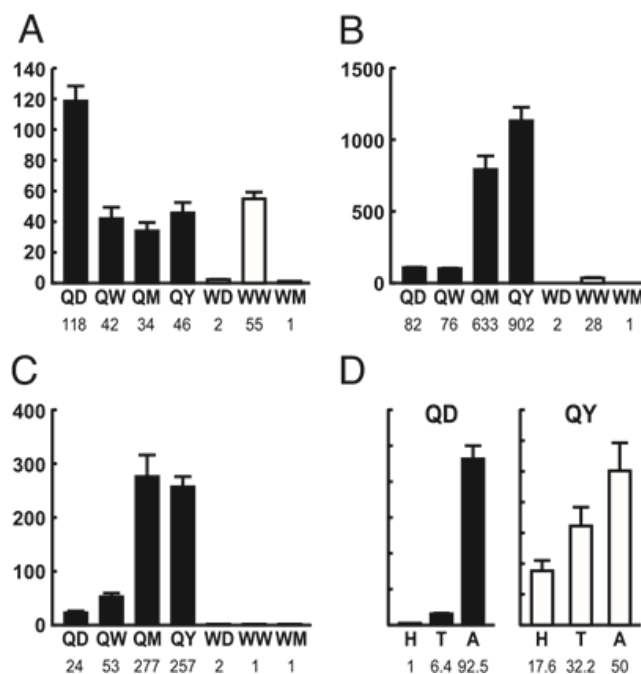 A
140
120
100
80
60
40
20
0
QD QW QM QY WD WW WM
118 42 34 46 2 55 1
B
1500
1000
500
0
QD QW QM QY WD WW WM
82 76 633 902 2 28 1
C
400
300
200
100
0
QD QW QM QY WD WW WM
24 53 277 257 2 1 1
D
QD
H T A
1 6.4 92.5
QY
H T A
17.6 32.2 50